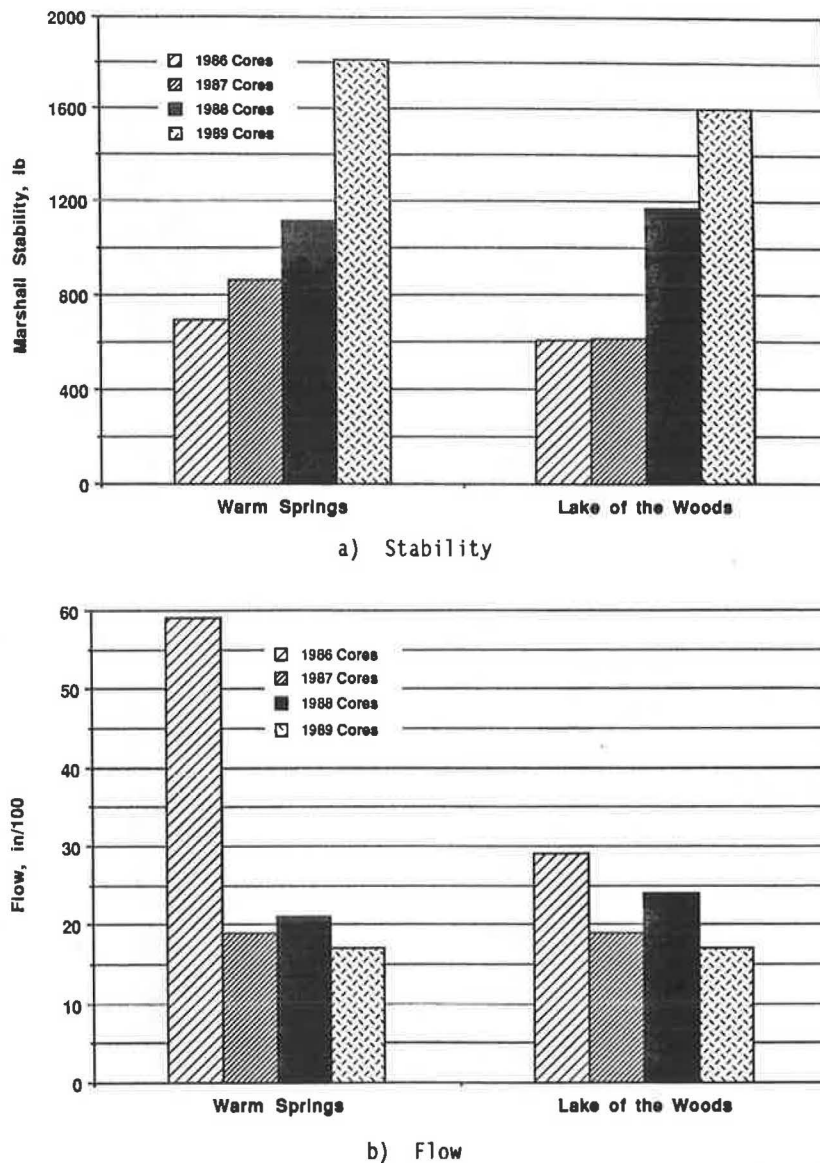 2000
1600
1200
800
400
0
Marshall Stability, lb
1986 Cores
1987 Cores
1988 Cores
1989 Cores
Warm Springs
Lake of the Woods
a) Stability
60
50
40
30
20
10
0
Flow, in/100
1986 Cores
1987 Cores
1988 Cores
1989 Cores
Warm Springs
Lake of the Woods
b) Flow